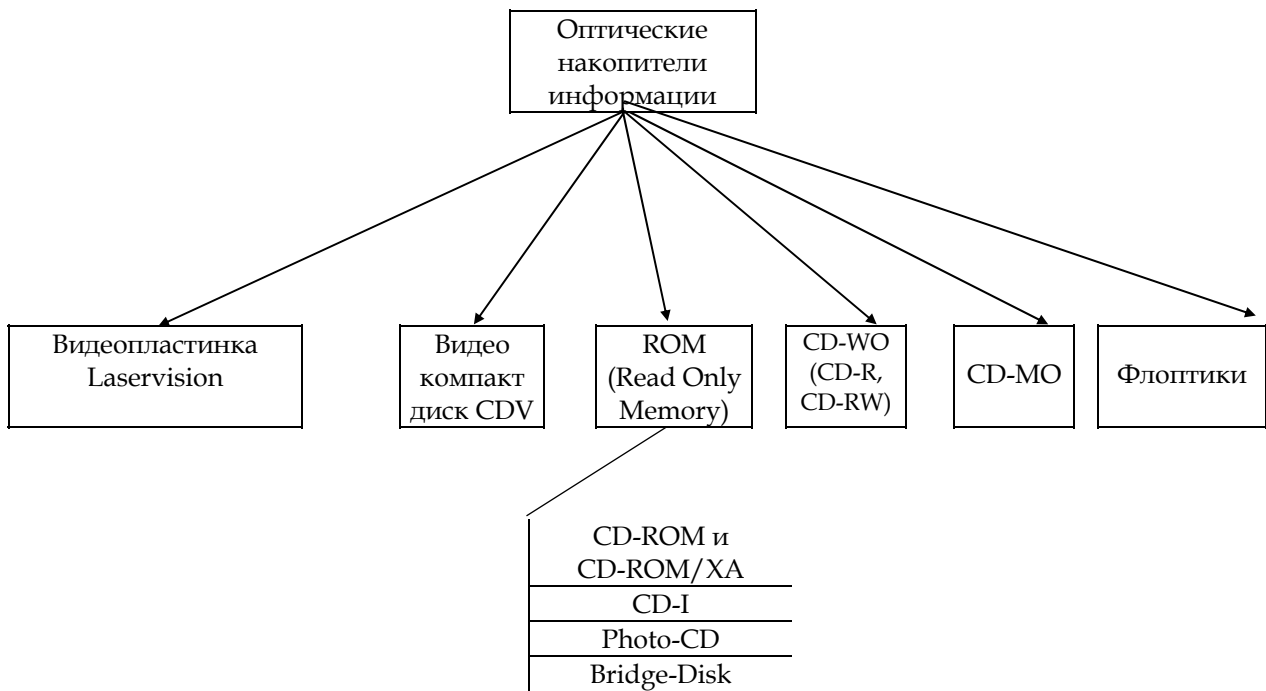 Оптические
накопители
информации
Видеопластинка
Laservision
Видео
компакт
диск CDV
ROM
(Read Only
Memory)
CD-WO
(CD-R,
CD-RW)
CD-MO
Флоптики
CD-ROM и
CD-ROM/XA
CD-I
Photo-CD
Bridge-Disk